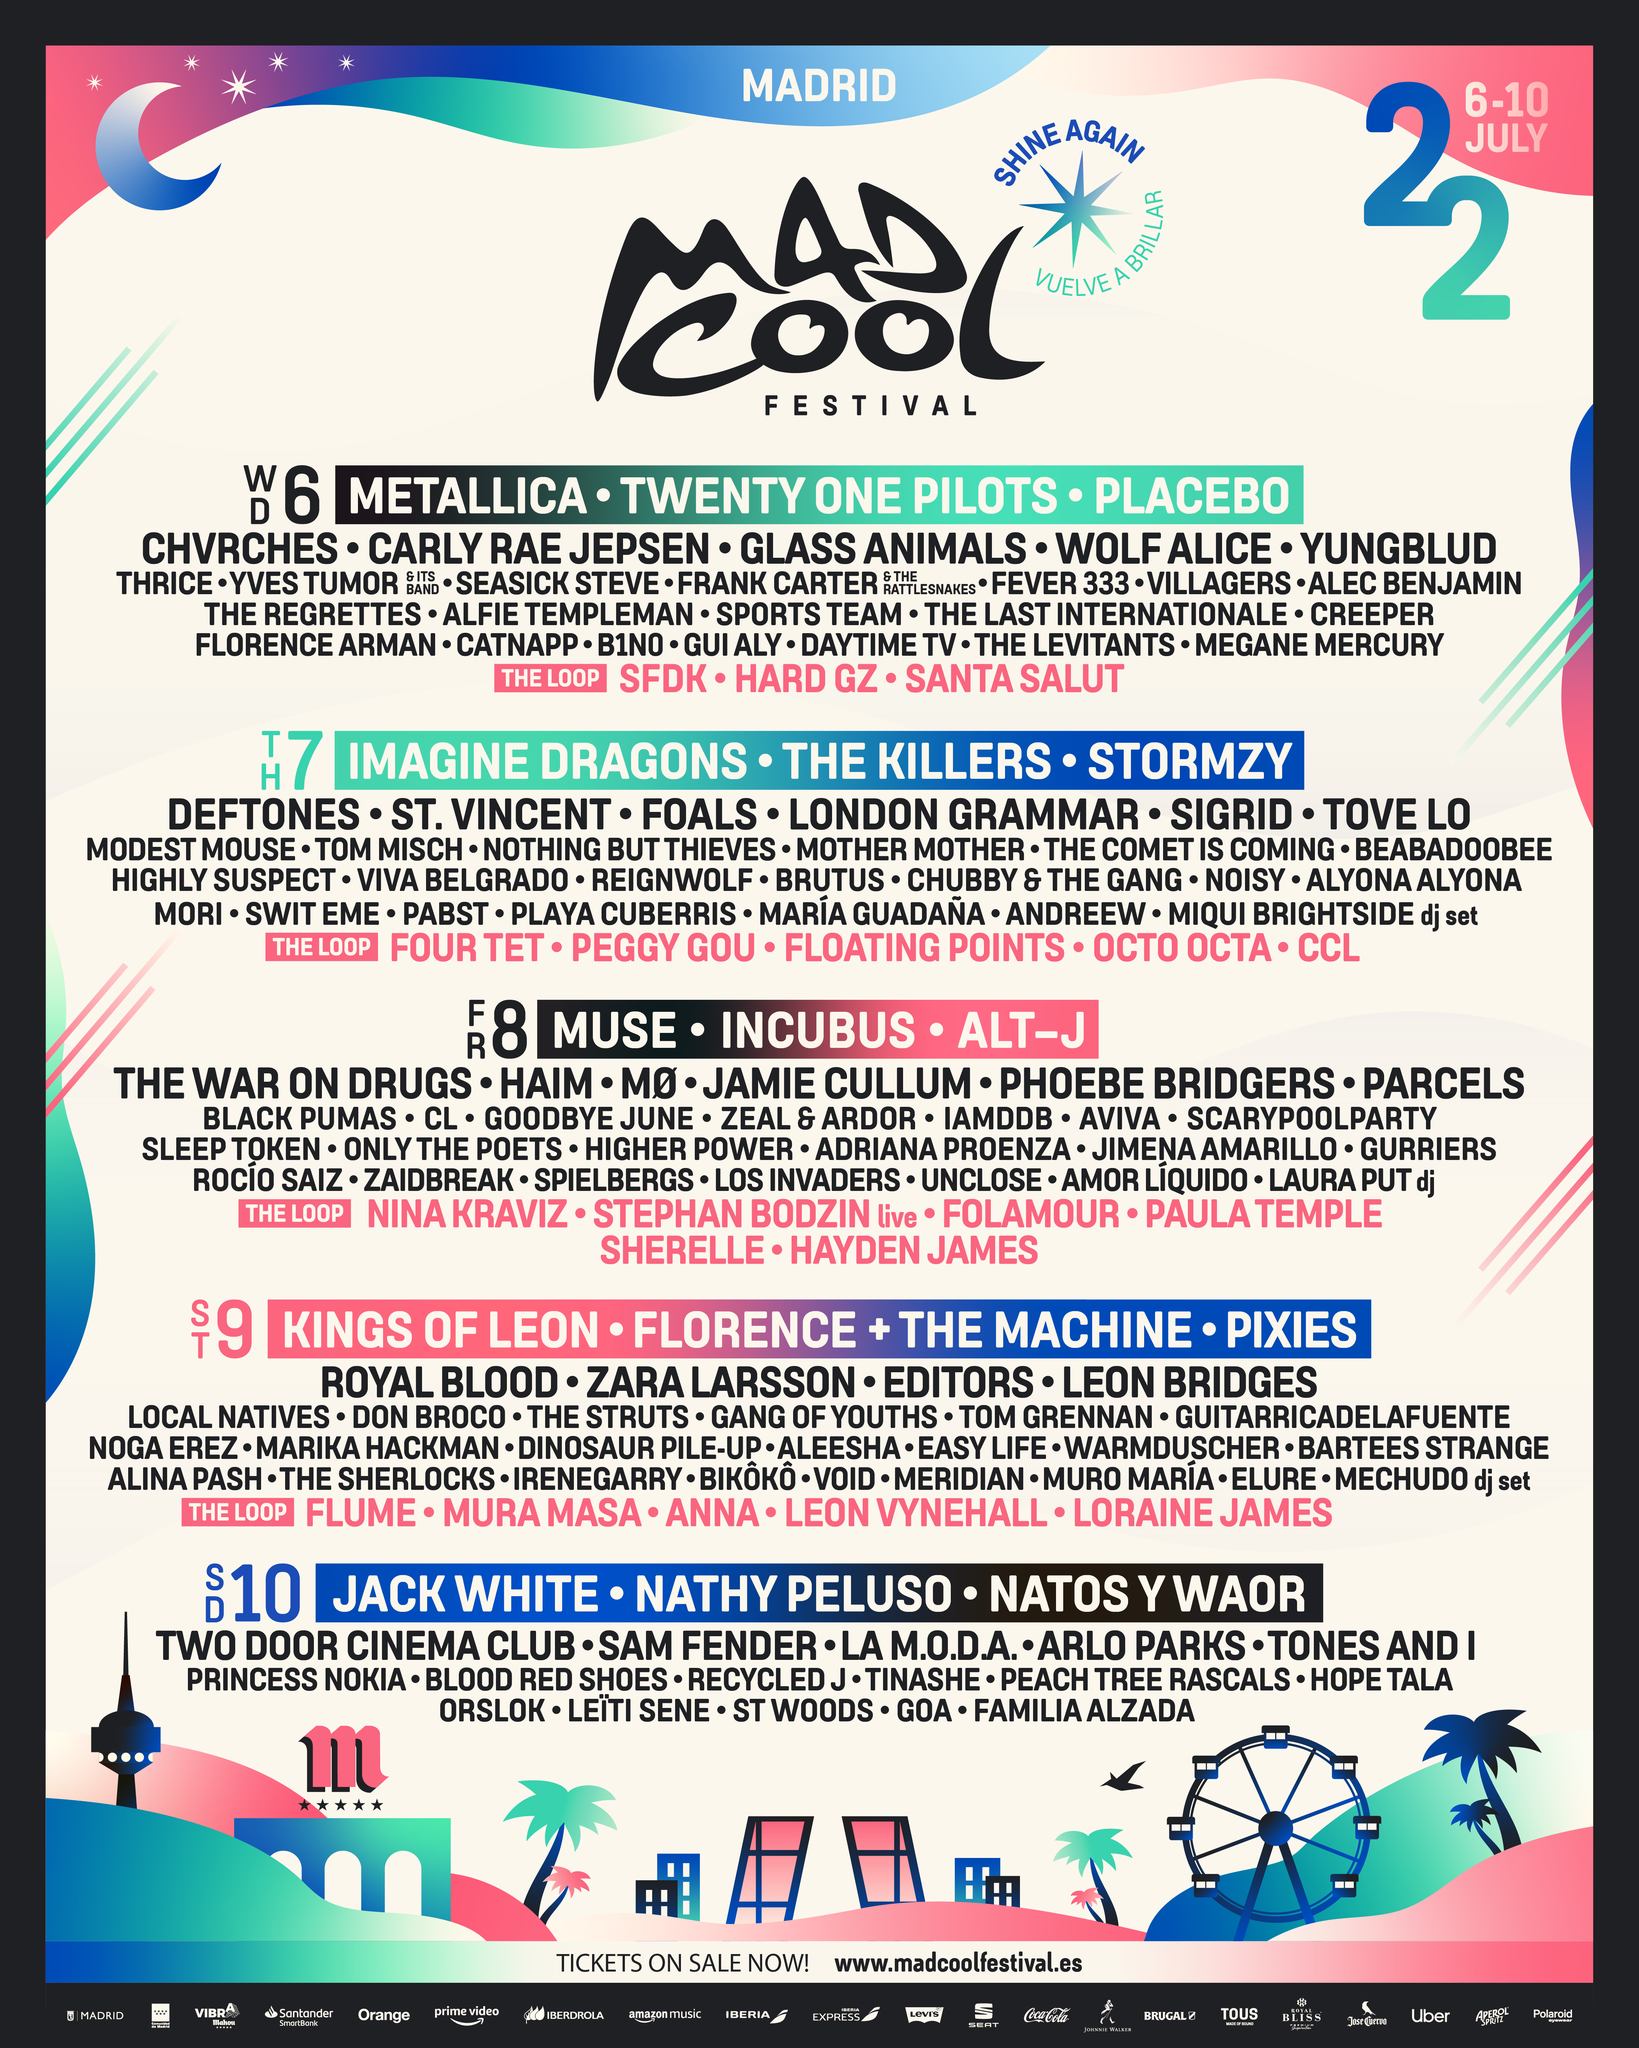 MADRID
22
6-10
JULY
SHINE AGAIN
VUELVE A BRILLAR
MAD
COOL
FESTIVAL
WD 6 METALLICA • TWENTY ONE PILOTS • PLACEBO
CHVRCHES • CARLY RAE JEPSEN • GLASS ANIMALS • WOLF ALICE • YUNGBLUD
THRICE • YVES TUMOR & ITS BAND • SEASICK STEVE • FRANK CARTER & THE RATTLESNAKES • FEVER 333 • VILLAGERS • ALEC BENJAMIN
THE REGRETTES • ALFIE TEMPLEMAN • SPORTS TEAM • THE LAST INTERNATIONALE • CREEPER
FLORENCE ARMAN • CATNAPP • B1N0 • GUI ALY • DAYTIME TV • THE LEVITANTS • MEGANE MERCURY
THE LOOP SFDK • HARD GZ • SANTA SALUT
TH 7 IMAGINE DRAGONS • THE KILLERS • STORMZY
DEFTONES • ST. VINCENT • FOALS • LONDON GRAMMAR • SIGRID • TOVE LO
MODEST MOUSE • TOM MISCH • NOTHING BUT THIEVES • MOTHER MOTHER • THE COMET IS COMING • BEABADOOBEE
HIGHLY SUSPECT • VIVA BELGRADO • REIGNWOLF • BRUTUS • CHUBBY & THE GANG • NOISY • ALYONA ALYONA
MORI • SWIT EME • PABST • PLAYA CUBERRIS • MARÍA GUADAÑA • ANDREEW • MIQUI BRIGHTSIDE dj set
THE LOOP FOUR TET • PEGGY GOU • FLOATING POINTS • OCTO OCTA • CCL
FR 8 MUSE • INCUBUS • ALT-J
THE WAR ON DRUGS • HAIM • MØ • JAMIE CULLUM • PHOEBE BRIDGERS • PARCELS
BLACK PUMAS • CL • GOODBYE JUNE • ZEAL & ARDOR • IAMDDB • AVIVA • SCARYPOOLPARTY
SLEEP TOKEN • ONLY THE POETS • HIGHER POWER • ADRIANA PROENZA • JIMENA AMARILLO • GURRIERS
ROCÍO SAIZ • ZAIDBREAK • SPIELBERGS • LOS INVADERS • UNCLOSE • AMOR LÍQUIDO • LAURA PUT dj
THE LOOP NINA KRAVIZ • STEPHAN BODZIN live • FOLAMOUR • PAULA TEMPLE
SHERELLE • HAYDEN JAMES
ST 9 KINGS OF LEON • FLORENCE + THE MACHINE • PIXIES
ROYAL BLOOD • ZARA LARSSON • EDITORS • LEON BRIDGES
LOCAL NATIVES • DON BROCO • THE STRUTS • GANG OF YOUTHS • TOM GRENNAN • GUITARRICADELAFUENTE
NOGA EREZ • MARIKA HACKMAN • DINOSAUR PILE-UP • ALEESHA • EASY LIFE • WARMDUSCHER • BARTEES STRANGE
ALINA PASH • THE SHERLOCKS • IRENEGARRY • BIKÔKÔ • VOID • MERIDIAN • MURO MARÍA • ELURE • MECHUDO dj set
THE LOOP FLUME • MURA MASA • ANNA • LEON VYNEHALL • LORAINE JAMES
SD 10 JACK WHITE • NATHY PELUSO • NATOS Y WAOR
TWO DOOR CINEMA CLUB • SAM FENDER • LA M.O.D.A. • ARLO PARKS • TONES AND I
PRINCESS NOKIA • BLOOD RED SHOES • RECYCLED J • TINASHE • PEACH TREE RASCALS • HOPE TALA
ORSLOK • LEÏTI SENE • ST WOODS • GOA • FAMILIA ALZADA
m
TICKETS ON SALE NOW! www.madcoolfestival.es
MADRID VIBRA Mahou Santander SmartBank Orange prime video IBERDROLA amazon music IBERIA IBERIA EXPRESS LEVI'S SEAT Coca-Cola JOHNNIE WALKER BRUGAL TOUS ROYAL BLISS Jose Cuervo Uber APEROL SPRITZ Polaroid eyewear